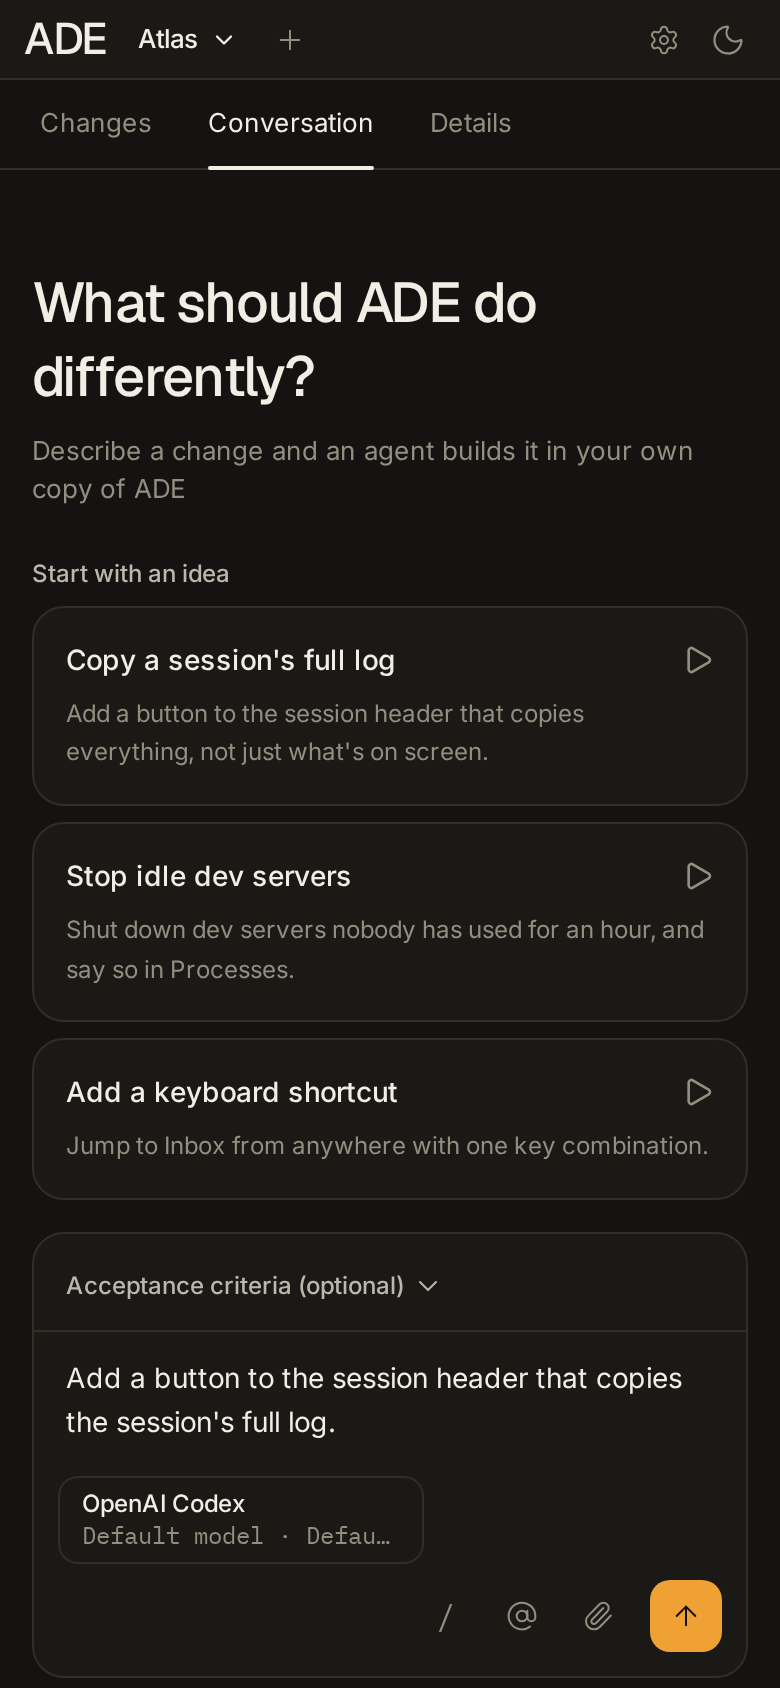 ADE Atlas
Changes Conversation Details
What should ADE do
differently?
Describe a change and an agent builds it in your own
copy of ADE
Start with an idea
Copy a session's full log
Add a button to the session header that copies
everything, not just what's on screen.
Stop idle dev servers
Shut down dev servers nobody has used for an hour, and
say so in Processes.
Add a keyboard shortcut
Jump to Inbox from anywhere with one key combination.
Acceptance criteria (optional)
Add a button to the session header that copies
the session's full log.
OpenAI Codex
Default model · Defau…
/ @